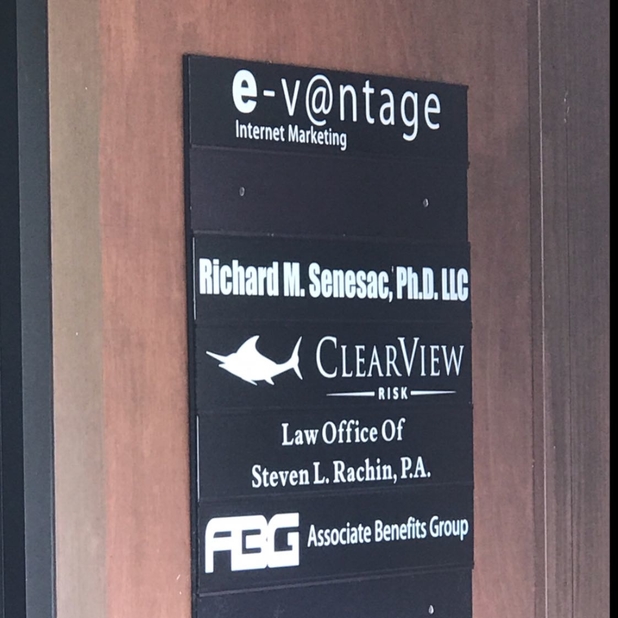 e-v@ntage
Internet Marketing
Richard M. Senesac, Ph.D. LLC
CLEARVIEW
RISK
Law Office Of
Steven L. Rachin, P.A.
ABG Associate Benefits Group